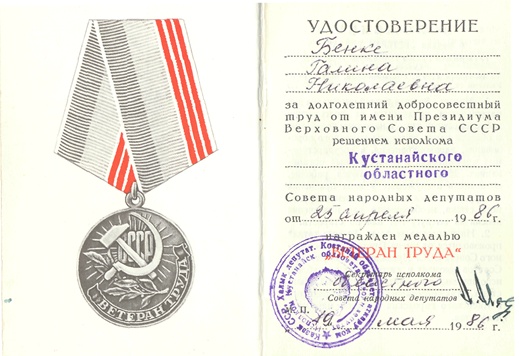 СССР
ВЕТЕРАН ТРУДА
УДОСТОВЕРЕНИЕ
Бенке
Галина
Николаевна
за долголетний добросовестный
труд от имени Президиума
Верховного Совета СССР
решением исполкома
Кустанайского
областного
Совета народных депутатов
от 25 апреля 1986 г.
награжден медалью
„ВЕТЕРАН ТРУДА“
Секретарь исполкома
областного
Совета народных депутатов
М. П.
19 мая 1986 г.